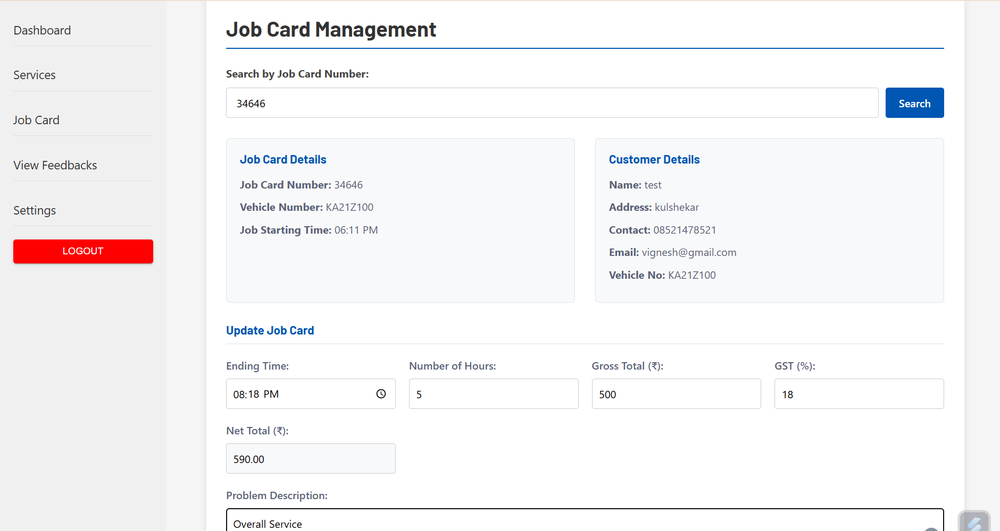 Dashboard
Services
Job Card
View Feedbacks
Settings
LOGOUT
Job Card Management
Search by Job Card Number:
34646
Search
Job Card Details
Job Card Number: 34646
Vehicle Number: KA21Z100
Job Starting Time: 06:11 PM
Customer Details
Name: test
Address: kulshekar
Contact: 08521478521
Email: vignesh@gmail.com
Vehicle No: KA21Z100
Update Job Card
Ending Time:
08:18 PM
Number of Hours:
5
Gross Total (₹):
500
GST (%):
18
Net Total (₹):
590.00
Problem Description:
Overall Service